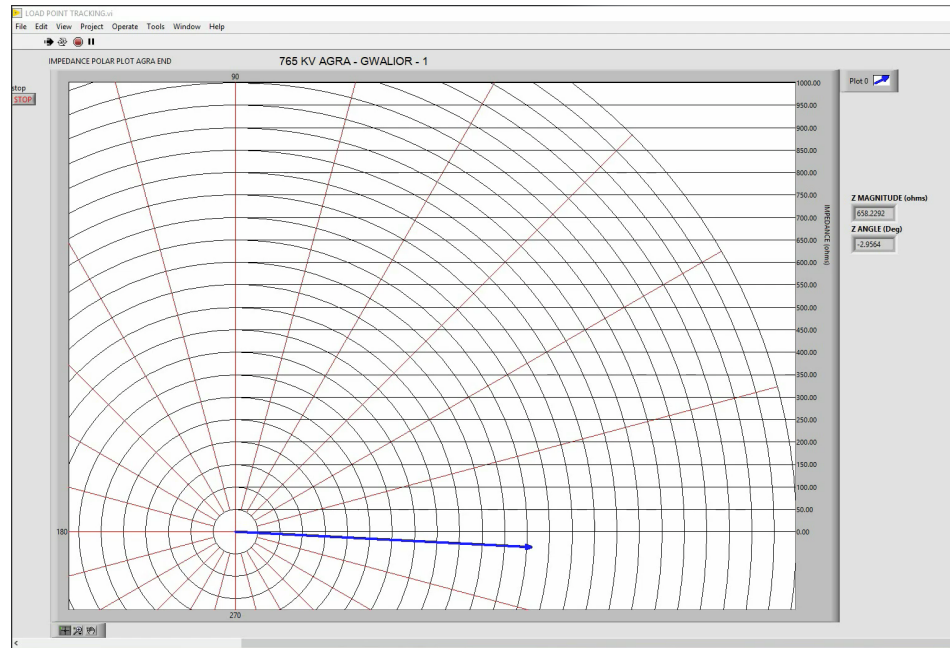 LOAD POINT TRACKING.vi
File Edit View Project Operate Tools Window Help
IMPEDANCE POLAR PLOT AGRA END
765 KV AGRA - GWALIOR - 1
stop
STOP
90
180
270
1000.00
950.00
900.00
850.00
800.00
750.00
700.00
650.00
600.00
550.00
500.00
450.00
400.00
350.00
300.00
250.00
200.00
150.00
100.00
50.00
0.00
IMPEDANCE (ohms)
Plot 0
Z MAGNITUDE (ohms)
658.2292
Z ANGLE (Deg)
-2.9564